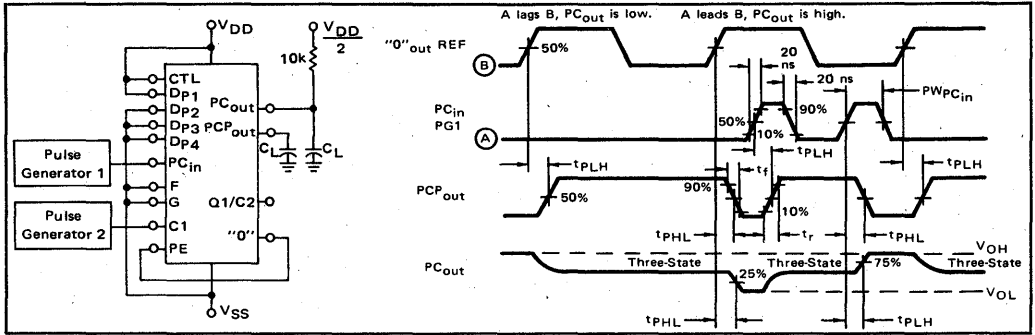 VDD
VDD
2
10k
CTL
DP1
DP2
DP3
DP4
PCin
F
G
C1
PE
PCout
PCPout
CL
CL
Q1/C2
"0"
Pulse
Generator 1
Pulse
Generator 2
VSS
A lags B, PCout is low. A leads B, PCout is high.
"0"out REF
B
50%
20
ns
20 ns
PCin
PG1
A
50%
90%
10%
PWPCin
tPLH
tPLH
tPLH
PCPout
50%
90%
tf
10%
tPHL
tr
tPHL
PCout
Three-State
25%
Three-State
75%
VOH
Three-State
VOL
tPHL
tPLH